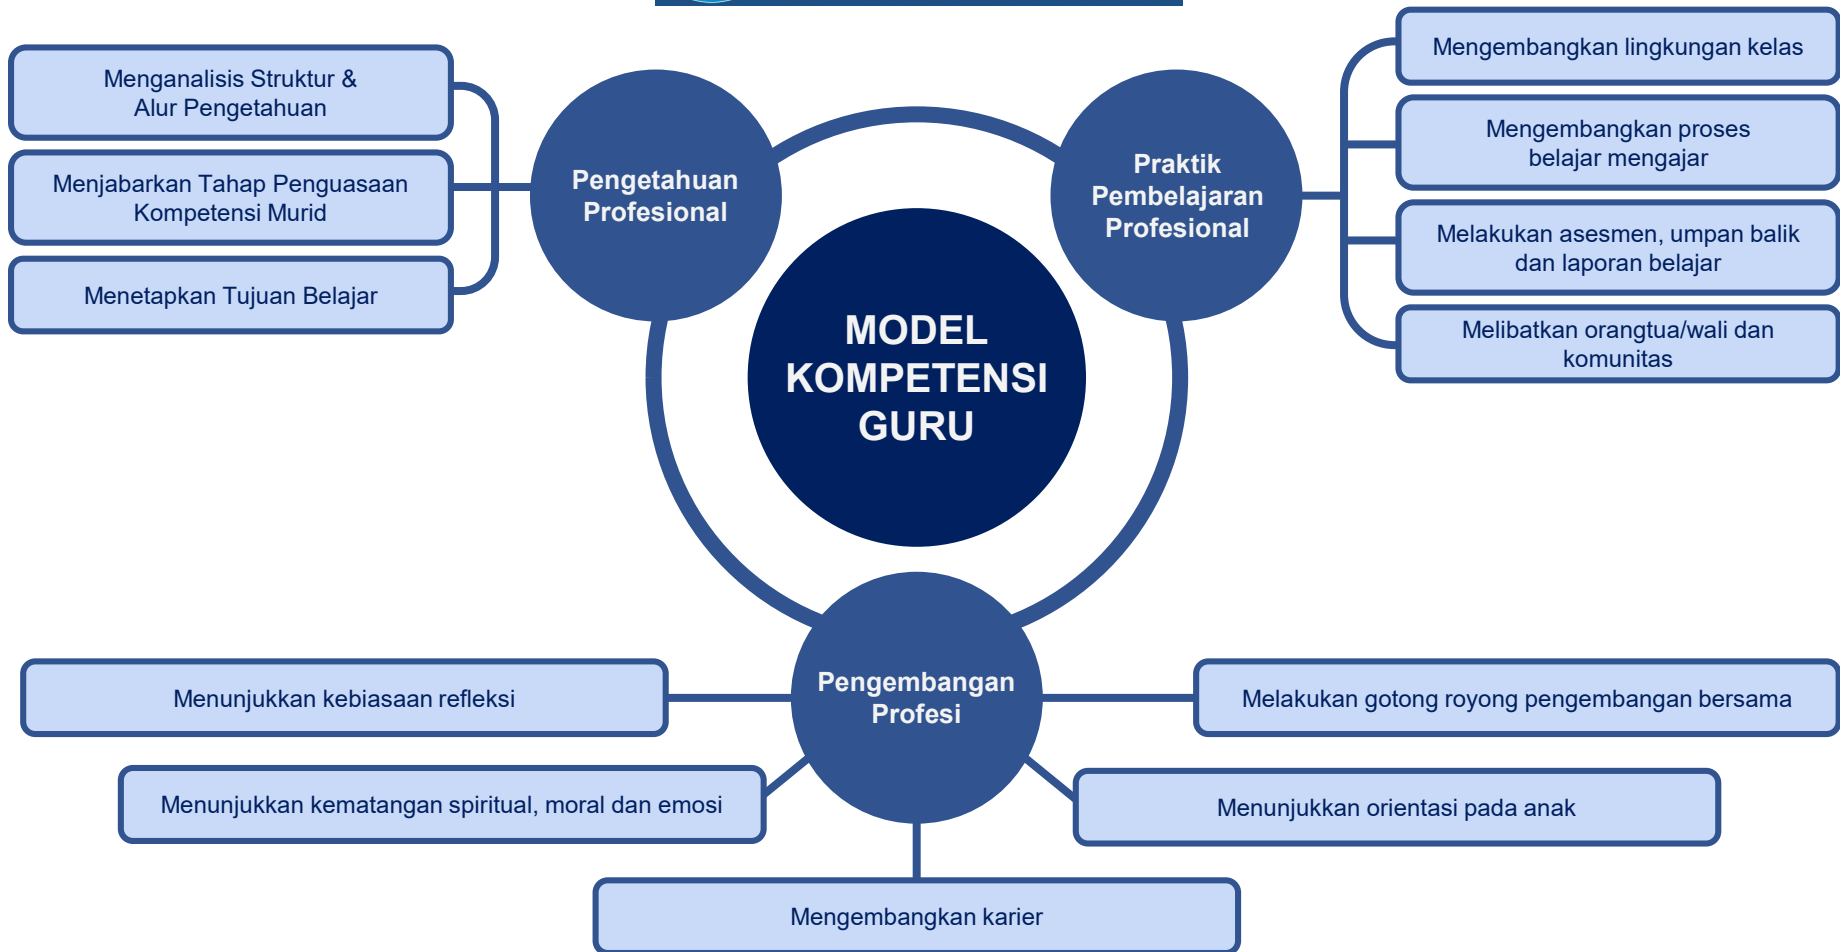 Menganalisis Struktur &
Alur Pengetahuan
Menjabarkan Tahap Penguasaan
Kompetensi Murid
Menetapkan Tujuan Belajar
Pengetahuan
Profesional
Praktik
Pembelajaran
Profesional
Mengembangkan lingkungan kelas
Mengembangkan proses
belajar mengajar
Melakukan asesmen, umpan balik
dan laporan belajar
Melibatkan orangtua/wali dan
komunitas
MODEL
KOMPETENSI
GURU
Pengembangan
Profesi
Menunjukkan kebiasaan refleksi
Melakukan gotong royong pengembangan bersama
Menunjukkan kematangan spiritual, moral dan emosi
Menunjukkan orientasi pada anak
Mengembangkan karier